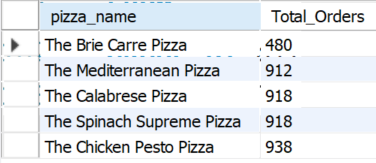 pizza_name Total_Orders
The Brie Carre Pizza 480
The Mediterranean Pizza 912
The Calabrese Pizza 918
The Spinach Supreme Pizza 918
The Chicken Pesto Pizza 938